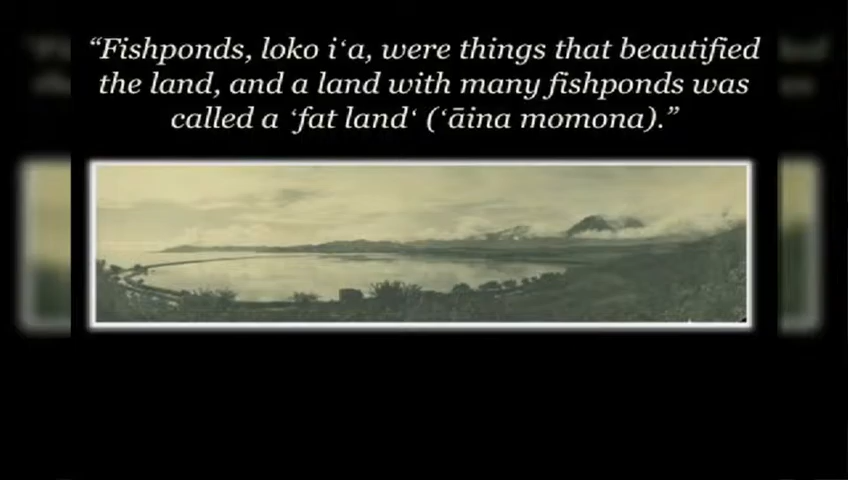 “Fishponds, loko iʻa, were things that beautified
the land, and a land with many fishponds was
called a ʻfat landʻ (ʻāina momona).”